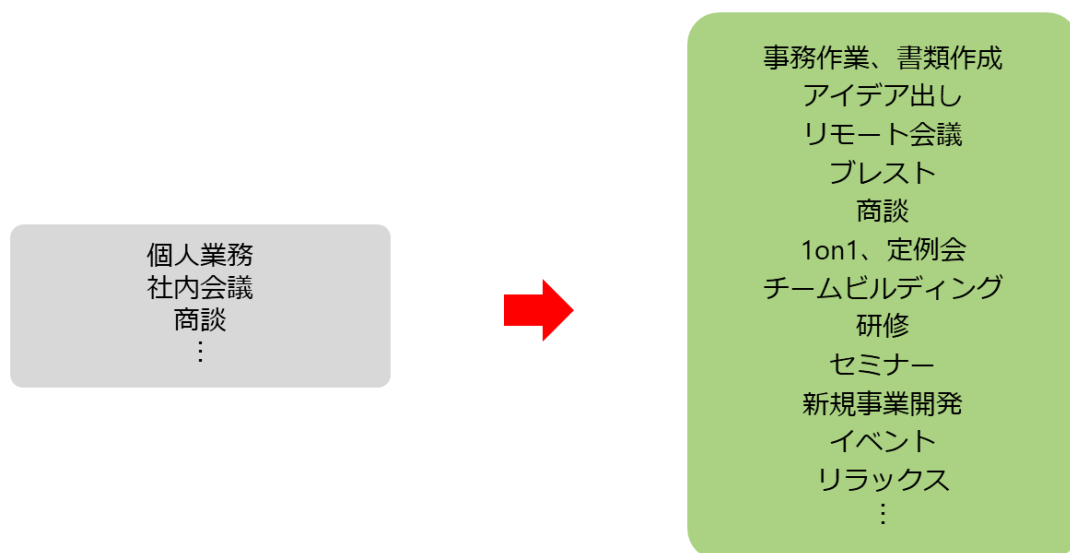 個人業務
社内会議
商談
⋮
事務作業、書類作成
アイデア出し
リモート会議
ブレスト
商談
1on1、定例会
チームビルディング
研修
セミナー
新規事業開発
イベント
リラックス
⋮